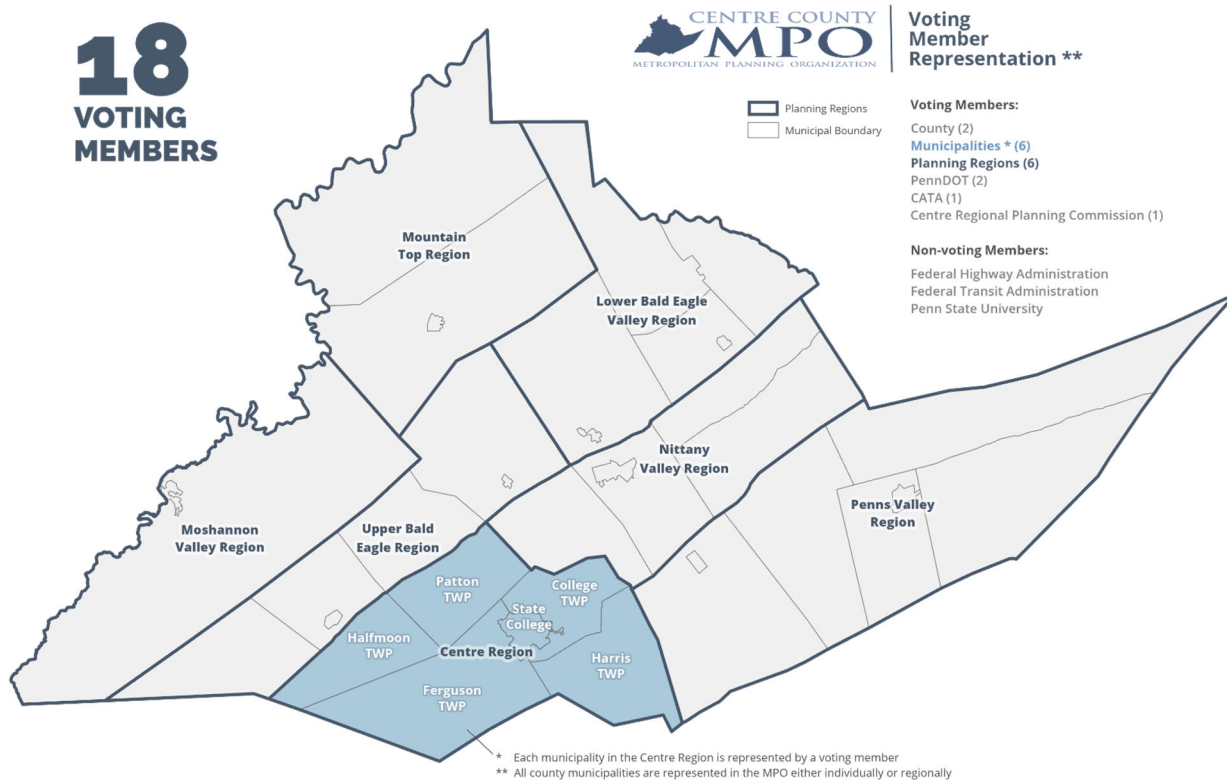 18
VOTING
MEMBERS
CENTRE COUNTY
MPO
METROPOLITAN PLANNING ORGANIZATION
Voting
Member
Representation **
Planning Regions
Municipal Boundary
Voting Members:
County (2)
Municipalities * (6)
Planning Regions (6)
PennDOT (2)
CATA (1)
Centre Regional Planning Commission (1)
Non-voting Members:
Federal Highway Administration
Federal Transit Administration
Penn State University
Mountain
Top Region
Lower Bald Eagle
Valley Region
Nittany
Valley Region
Penns Valley
Region
Moshannon
Valley Region
Upper Bald
Eagle Region
Patton
TWP
College
TWP
State
College
Halfmoon
TWP
Centre Region
Harris
TWP
Ferguson
TWP
* Each municipality in the Centre Region is represented by a voting member
** All county municipalities are represented in the MPO either individually or regionally